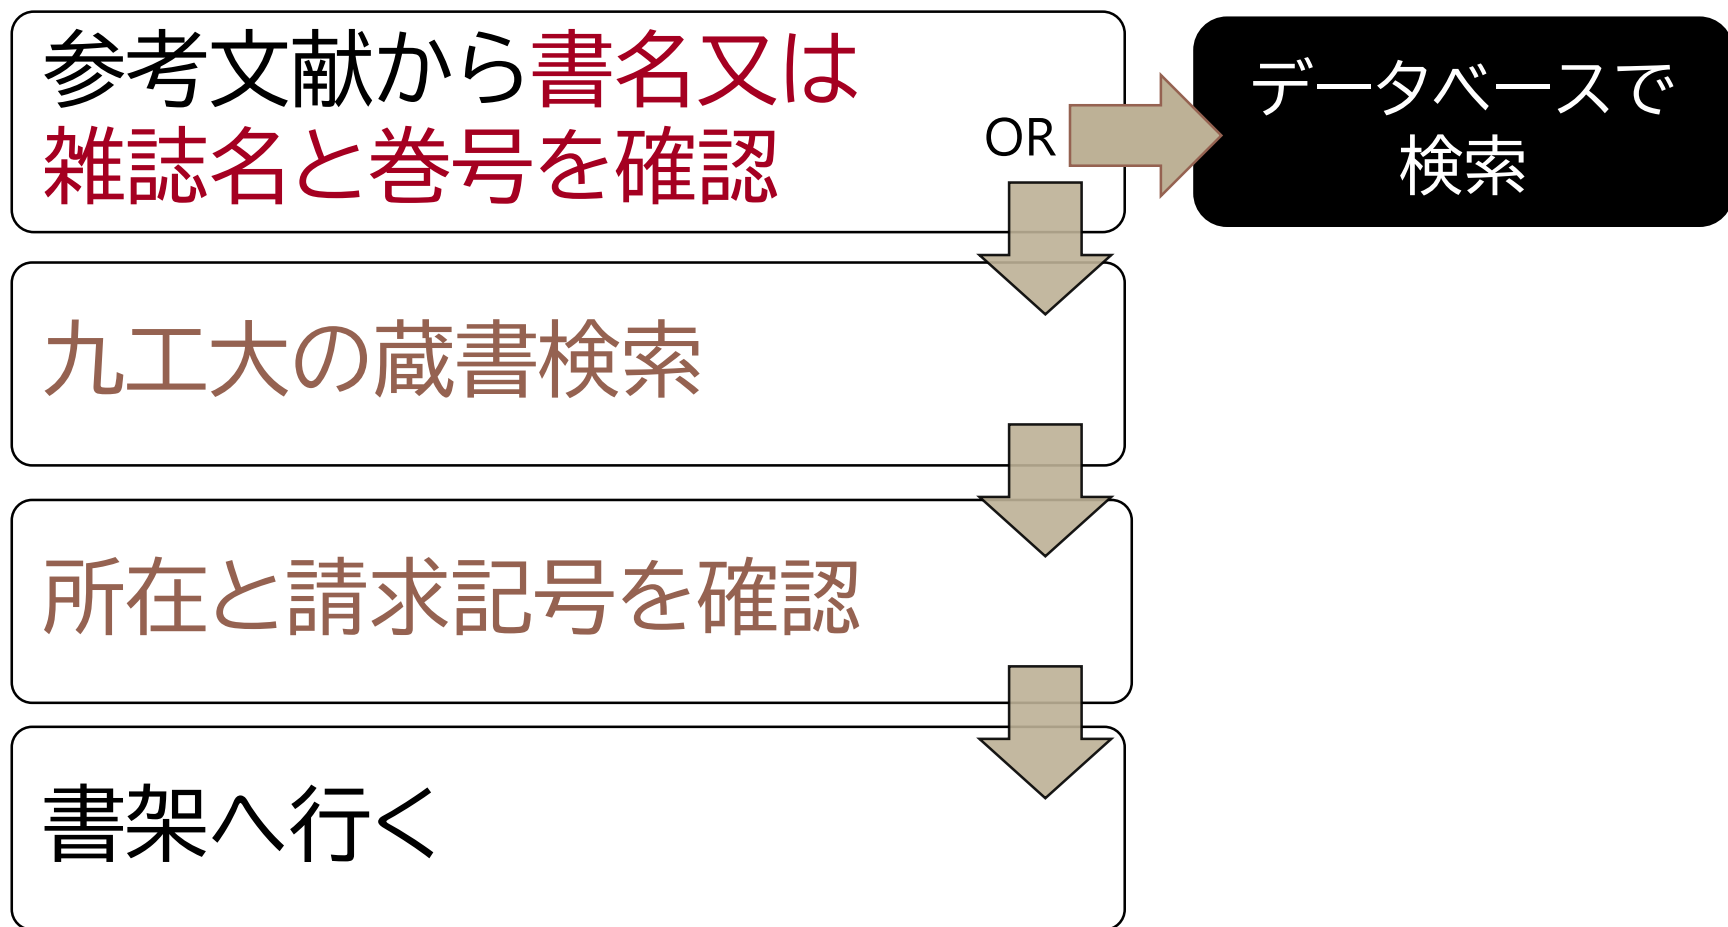 参考文献から書名又は
雑誌名と巻号を確認
OR
データベースで
検索
九工大の蔵書検索
所在と請求記号を確認
書架へ行く